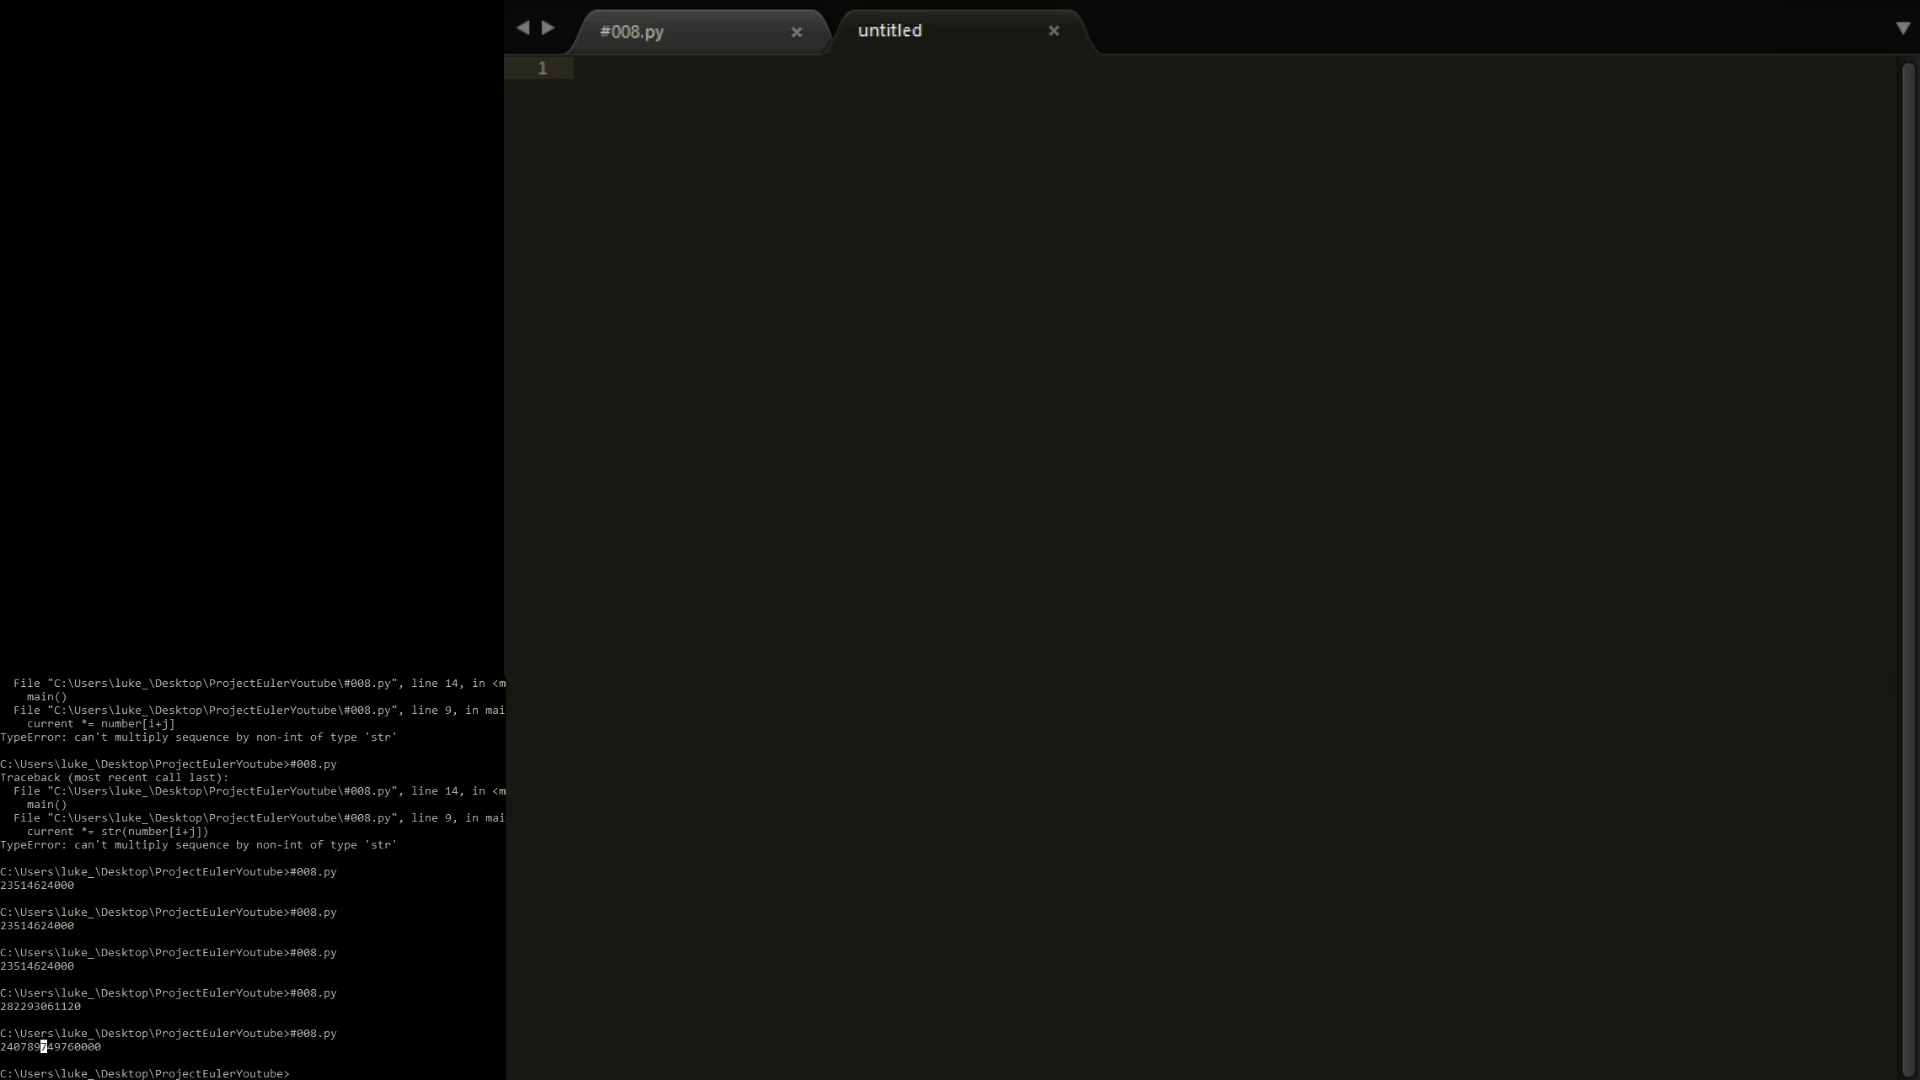 #008.py
untitled
1
File "C:\Users\luke_\Desktop\ProjectEulerYoutube\#008.py", line 14, in <m
main()
File "C:\Users\luke_\Desktop\ProjectEulerYoutube\#008.py", line 9, in mai
current *= number[i+j]
TypeError: can't multiply sequence by non-int of type 'str'
C:\Users\luke_\Desktop\ProjectEulerYoutube>#008.py
Traceback (most recent call last):
File "C:\Users\luke_\Desktop\ProjectEulerYoutube\#008.py", line 14, in <m
main()
File "C:\Users\luke_\Desktop\ProjectEulerYoutube\#008.py", line 9, in mai
current *= str(number[i+j])
TypeError: can't multiply sequence by non-int of type 'str'
C:\Users\luke_\Desktop\ProjectEulerYoutube>#008.py
23514624000
C:\Users\luke_\Desktop\ProjectEulerYoutube>#008.py
23514624000
C:\Users\luke_\Desktop\ProjectEulerYoutube>#008.py
23514624000
C:\Users\luke_\Desktop\ProjectEulerYoutube>#008.py
282293061120
C:\Users\luke_\Desktop\ProjectEulerYoutube>#008.py
240789749760000
C:\Users\luke_\Desktop\ProjectEulerYoutube>